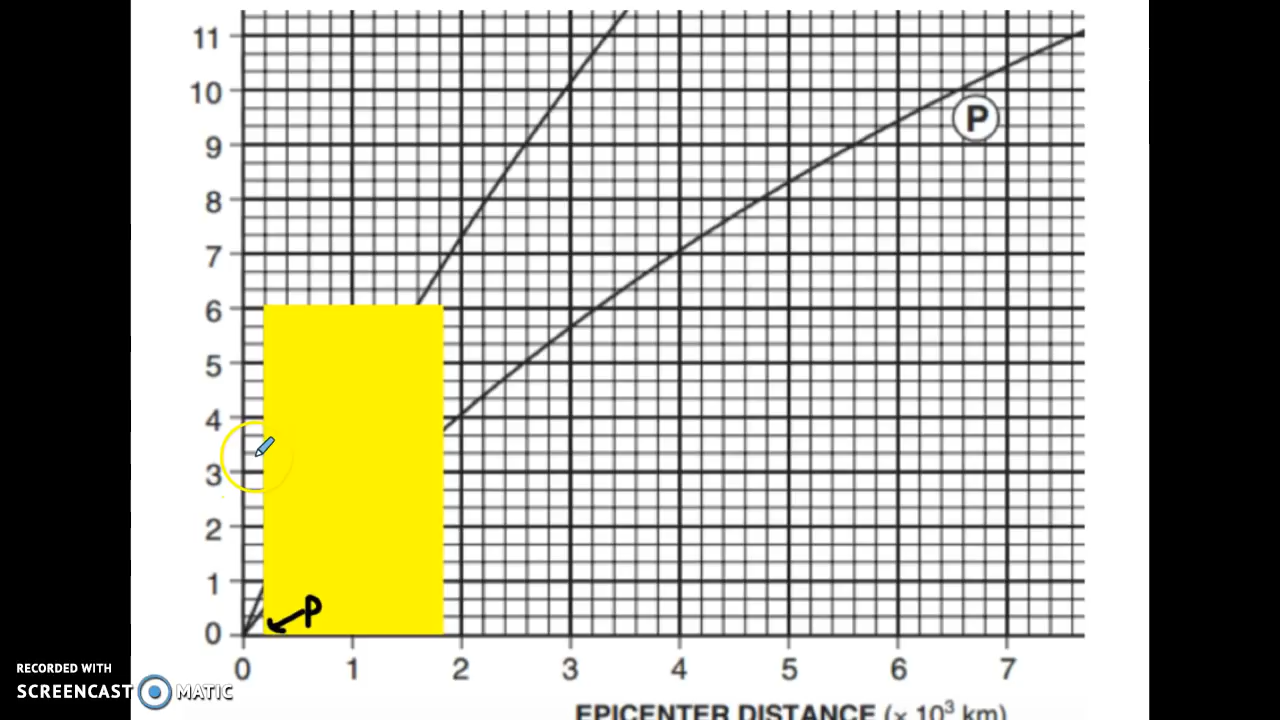 11
10
9
8
7
6
5
4
3
2
1
0
P
P
0 1 2 3 4 5 6 7
EPICENTER DISTANCE (× 10³ km)
RECORDED WITH
SCREENCAST MATIC